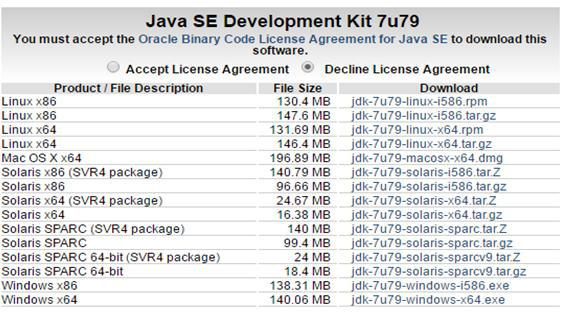 Java SE Development Kit 7u79
You must accept the Oracle Binary Code License Agreement for Java SE to download this
software.
Accept License Agreement Decline License Agreement
Product / File Description File Size Download
Linux x86 130.4 MB jdk-7u79-linux-i586.rpm
Linux x86 147.6 MB jdk-7u79-linux-i586.tar.gz
Linux x64 131.69 MB jdk-7u79-linux-x64.rpm
Linux x64 146.4 MB jdk-7u79-linux-x64.tar.gz
Mac OS X x64 196.89 MB jdk-7u79-macosx-x64.dmg
Solaris x86 (SVR4 package) 140.79 MB jdk-7u79-solaris-i586.tar.Z
Solaris x86 96.66 MB jdk-7u79-solaris-i586.tar.gz
Solaris x64 (SVR4 package) 24.67 MB jdk-7u79-solaris-x64.tar.Z
Solaris x64 16.38 MB jdk-7u79-solaris-x64.tar.gz
Solaris SPARC (SVR4 package) 140 MB jdk-7u79-solaris-sparc.tar.Z
Solaris SPARC 99.4 MB jdk-7u79-solaris-sparc.tar.gz
Solaris SPARC 64-bit (SVR4 package) 24 MB jdk-7u79-solaris-sparcv9.tar.Z
Solaris SPARC 64-bit 18.4 MB jdk-7u79-solaris-sparcv9.tar.gz
Windows x86 138.31 MB jdk-7u79-windows-i586.exe
Windows x64 140.06 MB jdk-7u79-windows-x64.exe